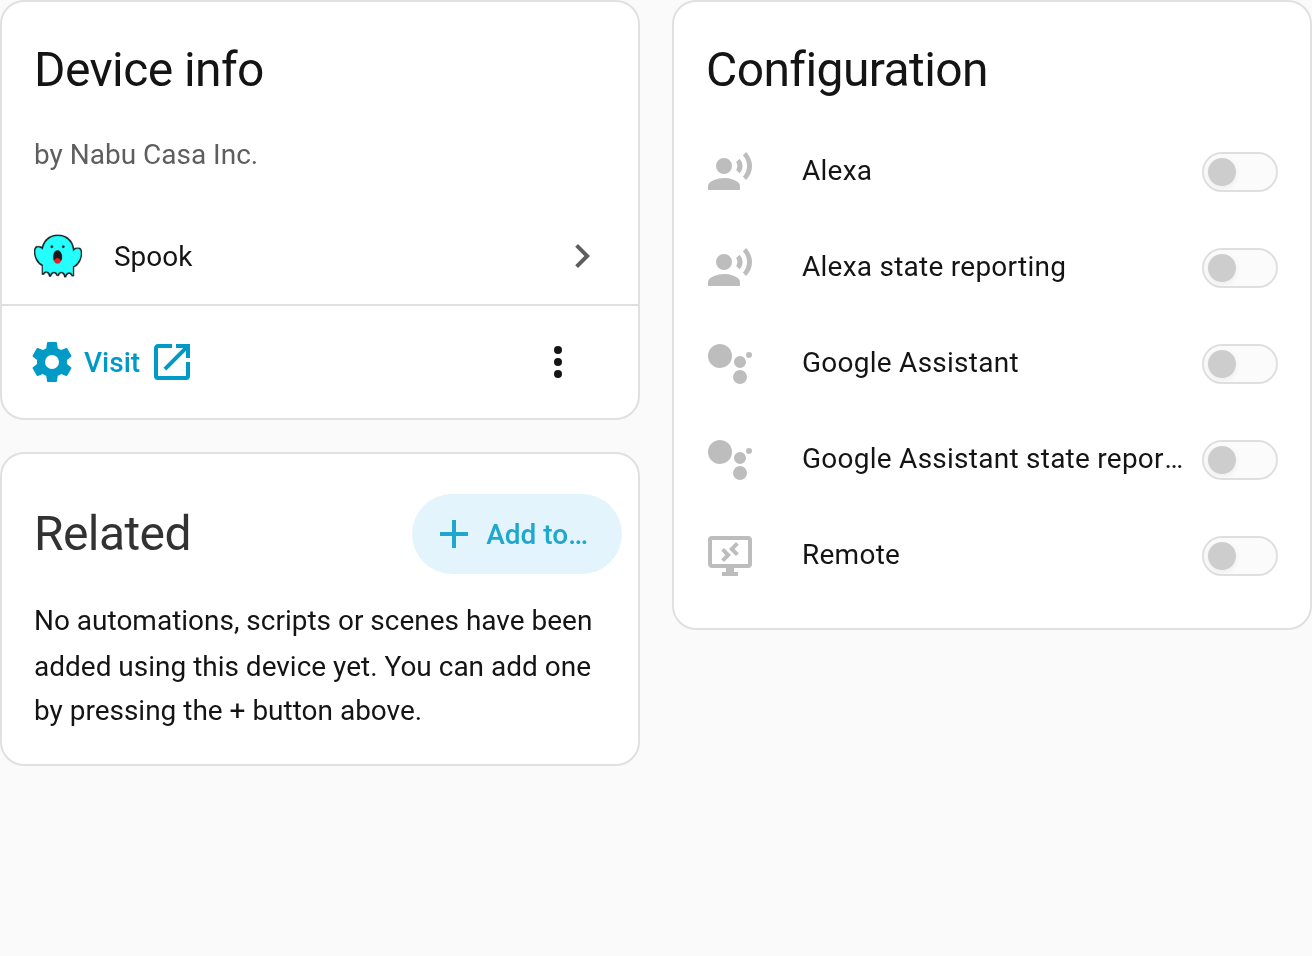 Device info
by Nabu Casa Inc.
Spook
Visit
Related
Add to...
No automations, scripts or scenes have been
added using this device yet. You can add one
by pressing the + button above.
Configuration
Alexa
Alexa state reporting
Google Assistant
Google Assistant state repor...
Remote